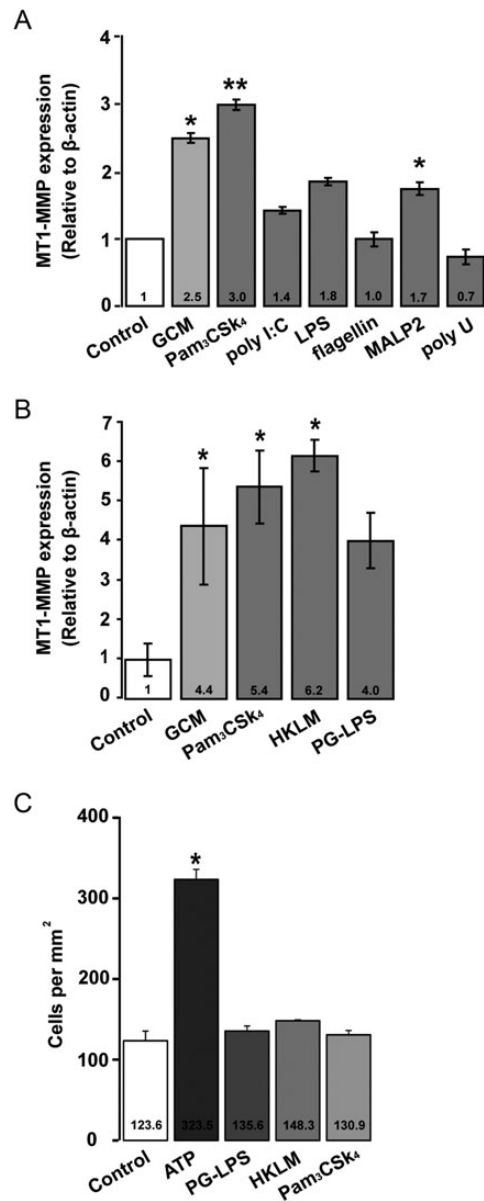 A
MT1-MMP expression
(Relative to β-actin)
4
3
2
1
0
*
**
*
1
2.5
3.0
1.4
1.8
1.0
1.7
0.7
Control
GCM
Pam₃CSk₄
poly I:C
LPS
flagellin
MALP2
poly U
B
MT1-MMP expression
(Relative to β-actin)
7
6
5
4
3
2
1
0
*
*
*
1
4.4
5.4
6.2
4.0
Control
GCM
Pam₃CSk₄
HKLM
PG-LPS
C
Cells per mm²
400
300
200
100
0
*
123.6
323.5
135.6
148.3
130.9
Control
ATP
PG-LPS
HKLM
Pam₃CSk₄